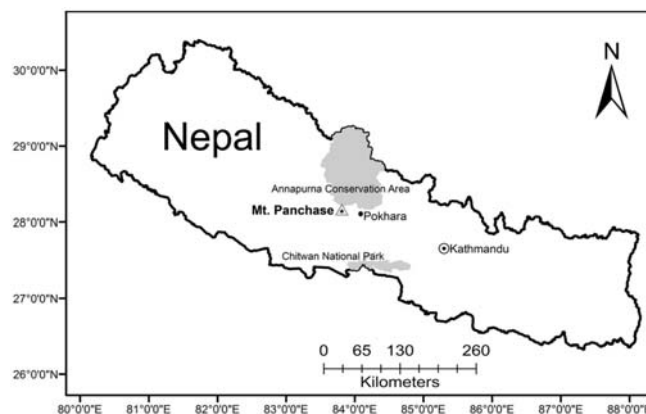 N
30°0'0"N
29°0'0"N
28°0'0"N
27°0'0"N
26°0'0"N
Nepal
Annapurna Conservation Area
Mt. Panchase
Pokhara
Kathmandu
Chitwan National Park
0 65 130 260
Kilometers
80°0'0"E 81°0'0"E 82°0'0"E 83°0'0"E 84°0'0"E 85°0'0"E 86°0'0"E 87°0'0"E 88°0'0"E